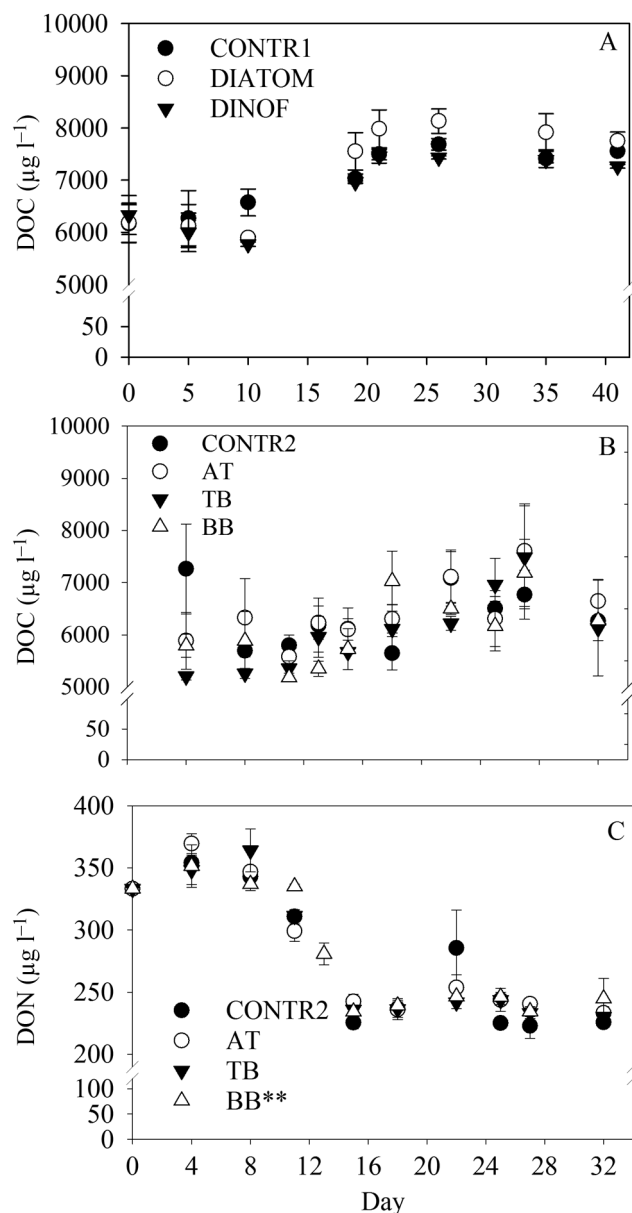 A
CONTR1
DIATOM
DINOF
DOC (µg l⁻¹)
10000
9000
8000
7000
6000
5000
50
0
0 5 10 15 20 25 30 35 40
B
CONTR2
AT
TB
BB
DOC (µg l⁻¹)
10000
9000
8000
7000
6000
5000
50
0
C
CONTR2
AT
TB
BB**
DON (µg l⁻¹)
400
350
300
250
200
100
50
0
0 4 8 12 16 22 24 28 32
Day